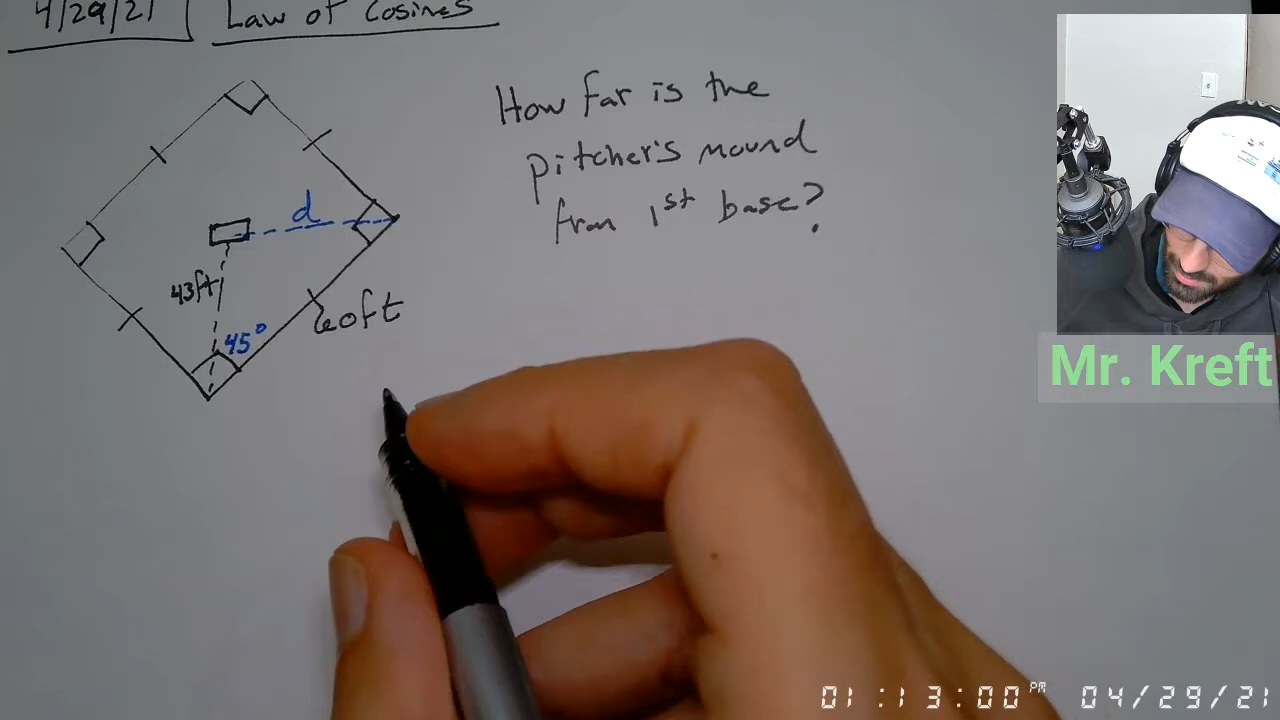 4/29/21 Law of Cosines
How far is the
pitcher's mound
from 1st base?
d
43ft
45°
60ft
Mr. Kreft
01:13:00 PM 04/29/21